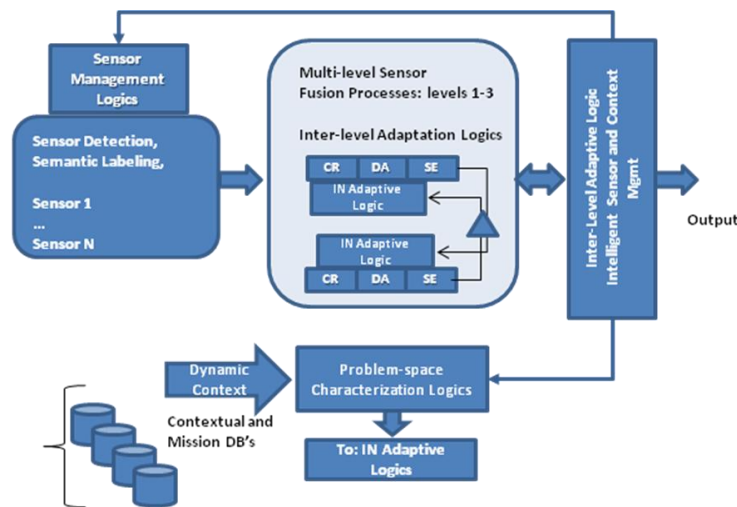 Sensor
Management
Logics
Sensor Detection,
Semantic Labeling,
Sensor 1
...
Sensor N
Multi-level Sensor
Fusion Processes: levels 1-3
Inter-level Adaptation Logics
CR DA SE
IN Adaptive
Logic
IN Adaptive
Logic
CR DA SE
Inter-Level Adaptive Logic
Intelligent Sensor and Context
Mgmt
Output
Dynamic
Context
Contextual and
Mission DB's
Problem-space
Characterization Logics
To: IN Adaptive
Logics